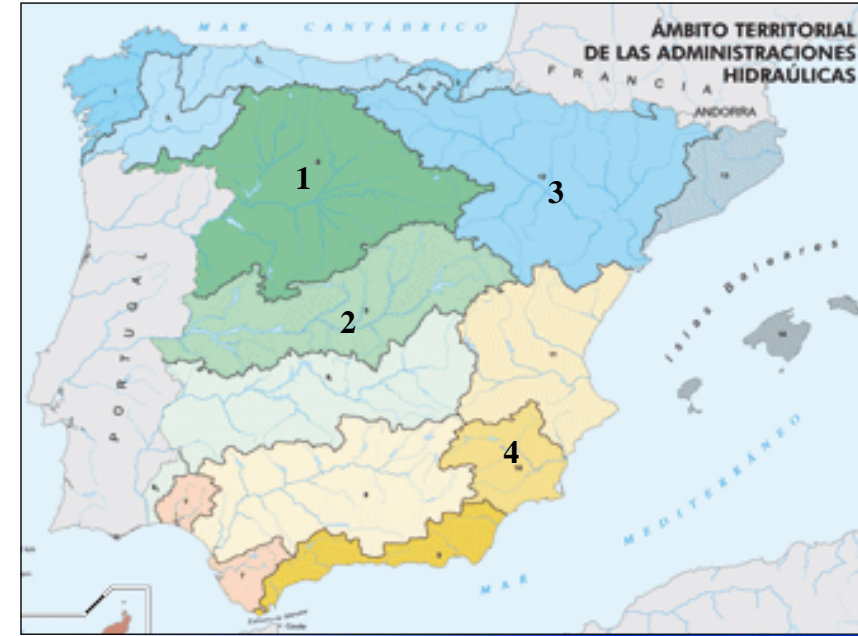 MAR CANTÁBRICO
ÁMBITO TERRITORIAL
DE LAS ADMINISTRACIONES
HIDRAÚLICAS
FRANCIA
ANDORRA
1
3
PORTUGAL
Islas Baleares
2
4
MAR MEDITERRÁNEO